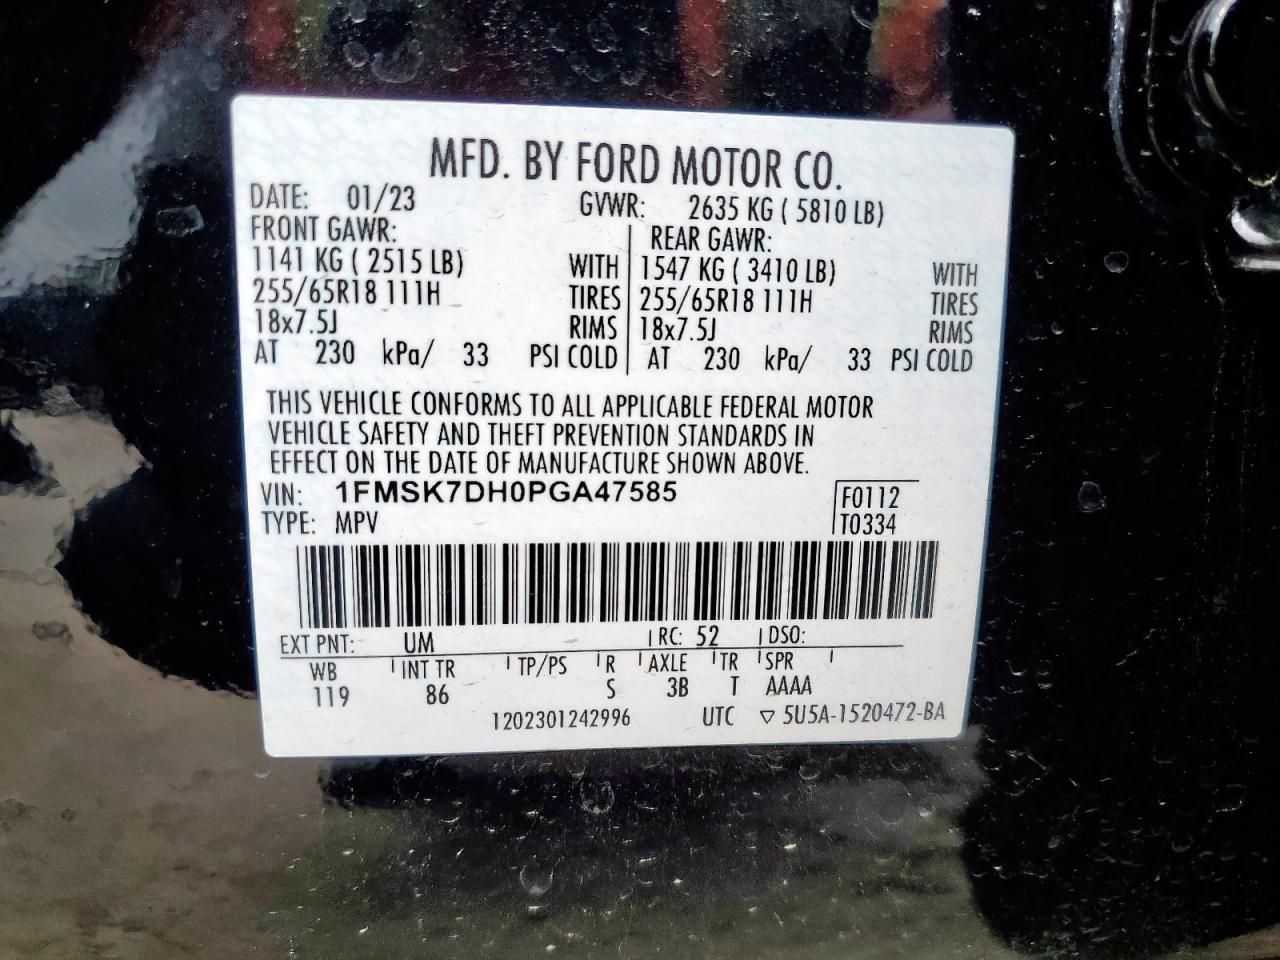 MFD. BY FORD MOTOR CO.
DATE: 01/23 GVWR: 2635 KG ( 5810 LB)
FRONT GAWR: REAR GAWR:
1141 KG ( 2515 LB) WITH 1547 KG ( 3410 LB) WITH
255/65R18 111H TIRES 255/65R18 111H TIRES
18x7.5J RIMS 18x7.5J RIMS
AT 230 kPa/ 33 PSI COLD AT 230 kPa/ 33 PSI COLD
THIS VEHICLE CONFORMS TO ALL APPLICABLE FEDERAL MOTOR
VEHICLE SAFETY AND THEFT PREVENTION STANDARDS IN
EFFECT ON THE DATE OF MANUFACTURE SHOWN ABOVE.
VIN: 1FMSK7DH0PGA47585 F0112
TYPE: MPV T0334
EXT PNT: UM RC: 52 DSO:
WB INT TR TP/PS R AXLE TR SPR
119 86 S 3B T AAAA
1202301242996 UTC ▽ 5U5A-1520472-BA